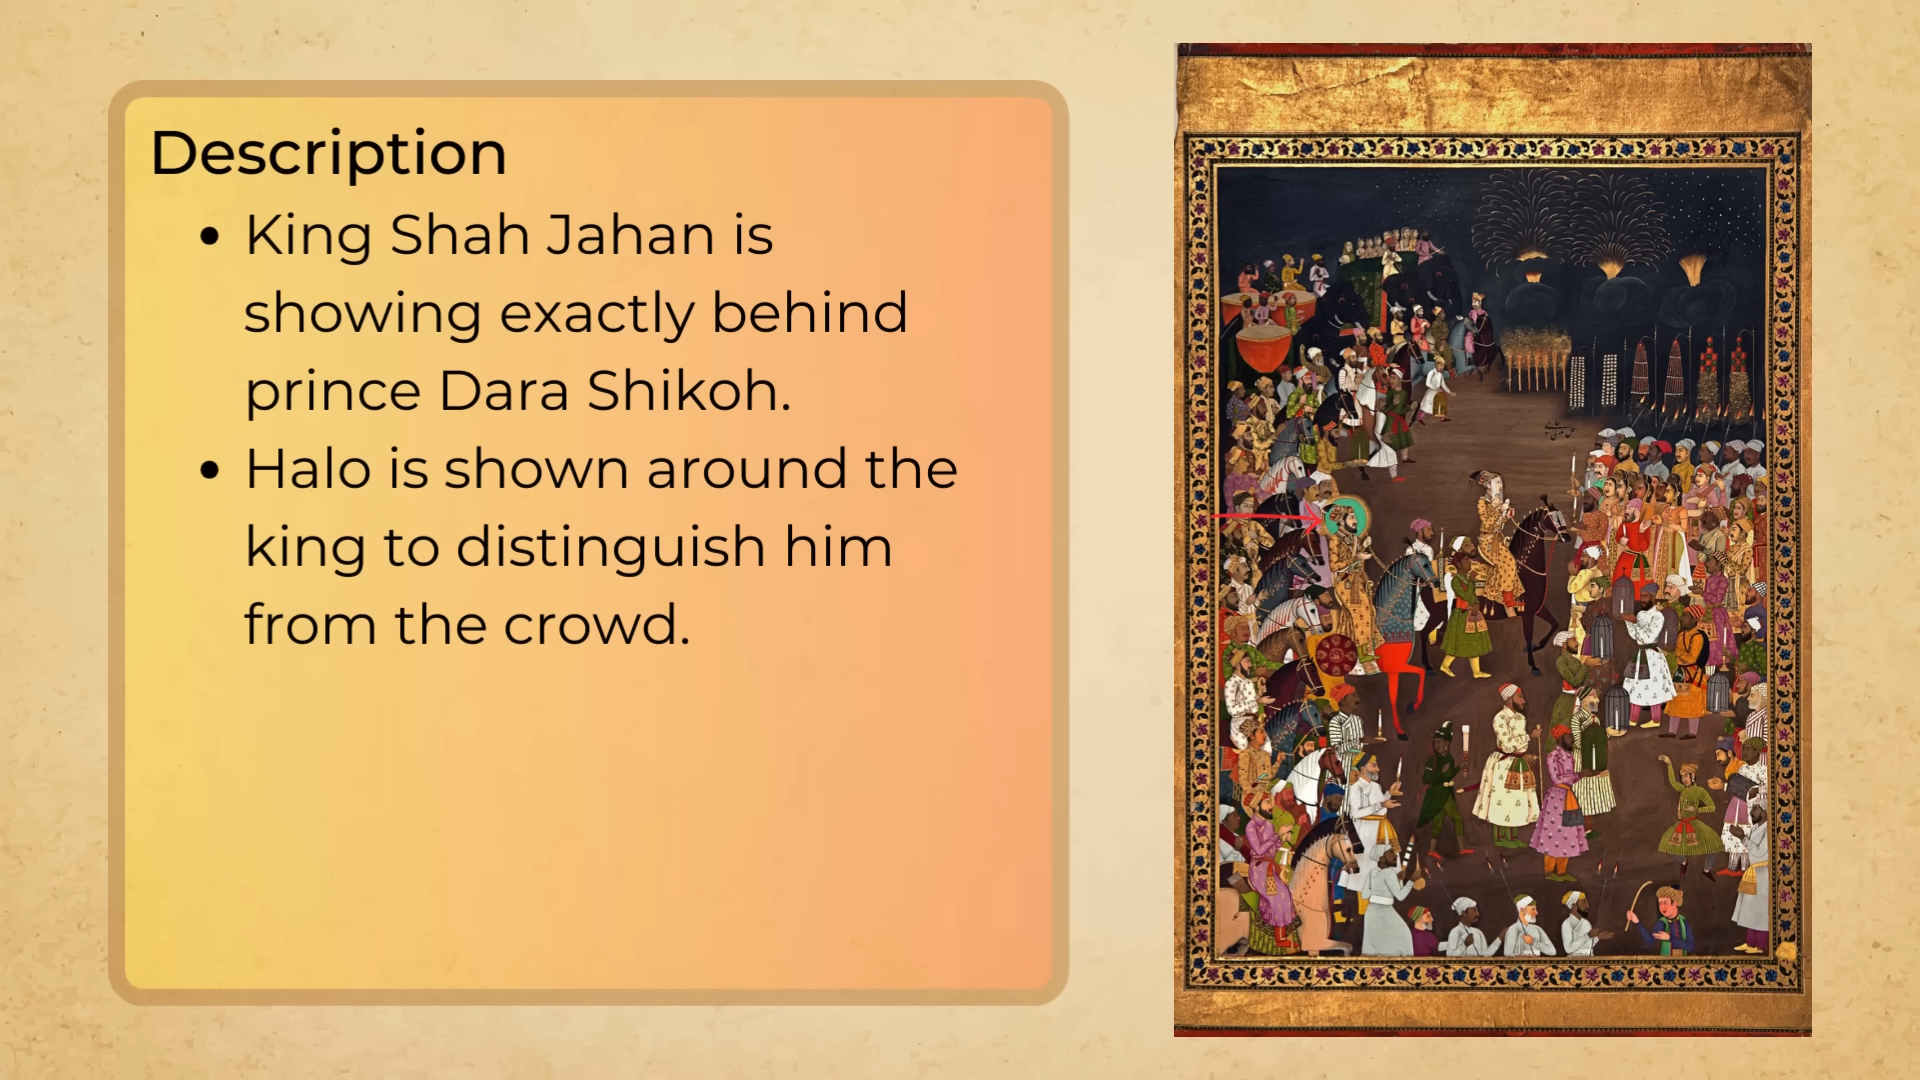 Description
• King Shah Jahan is
showing exactly behind
prince Dara Shikoh.
• Halo is shown around the
king to distinguish him
from the crowd.